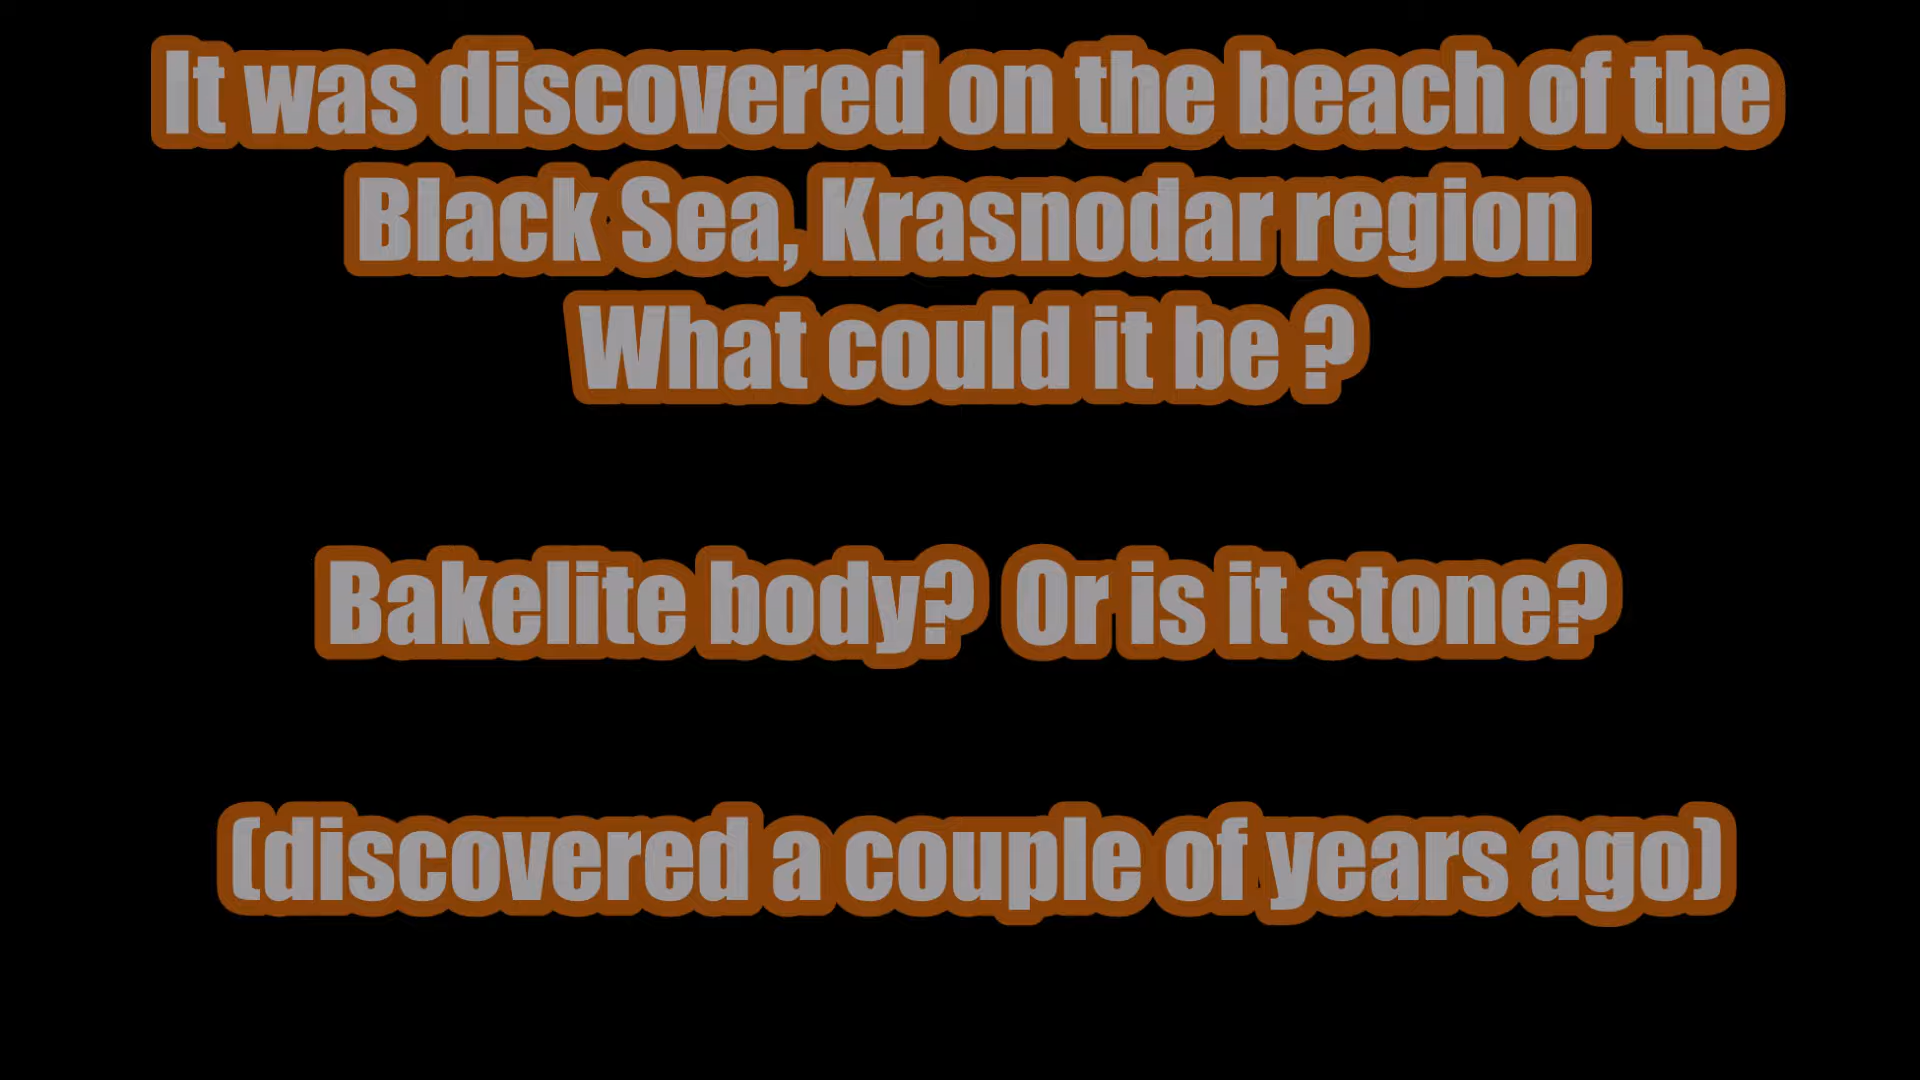 It was discovered on the beach of the
Black Sea, Krasnodar region
What could it be ?
Bakelite body? Or is it stone?
(discovered a couple of years ago)